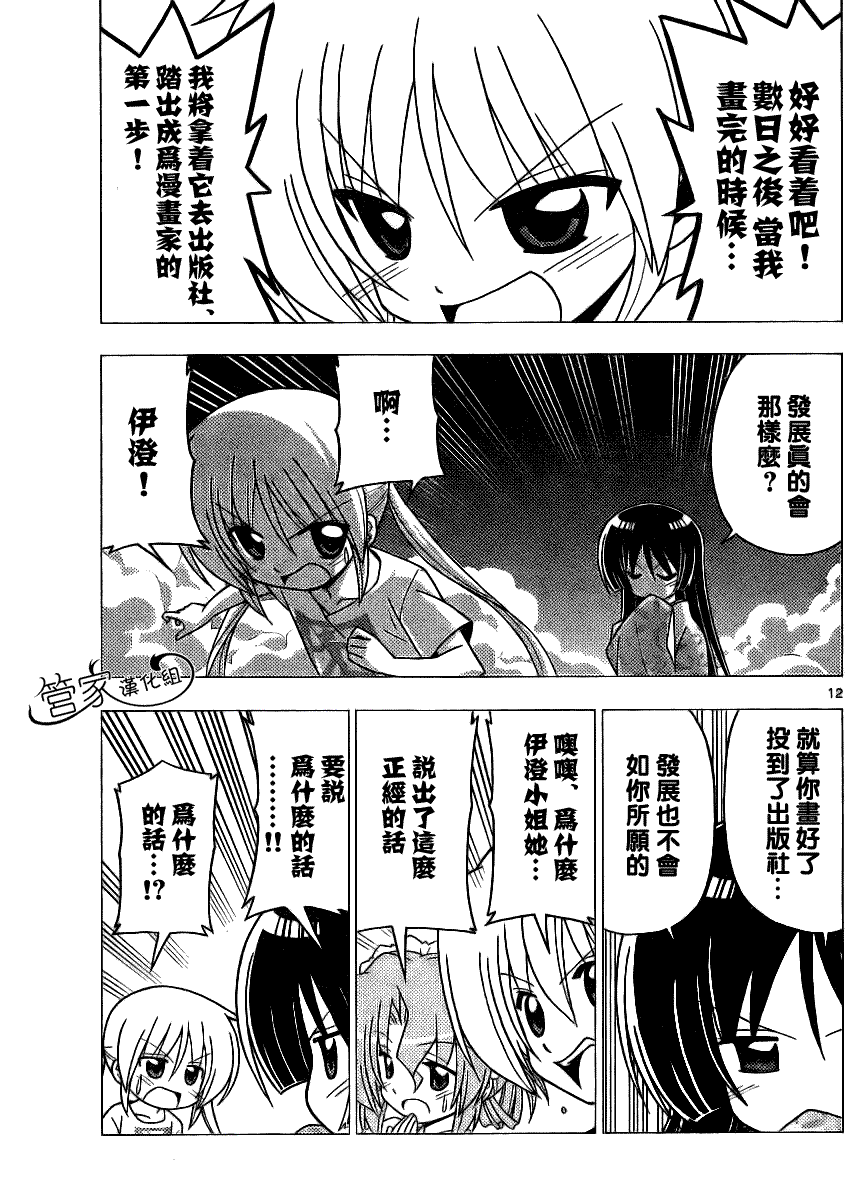 好好看着吧！
數日之後 當我
畫完的時候…
我將拿着它去出版社、
踏出成爲漫畫家的
第一步！
發展真的會
那樣麼？
啊…
伊澄！
管家漢化組
12
就算你畫好了
投到了出版社…
發展也不會
如你所願的
噢噢、爲什麼
伊澄小姐她…
説出了這麼
正經的話
要説
爲什麼的話
………!!
爲什麼
的話…!?